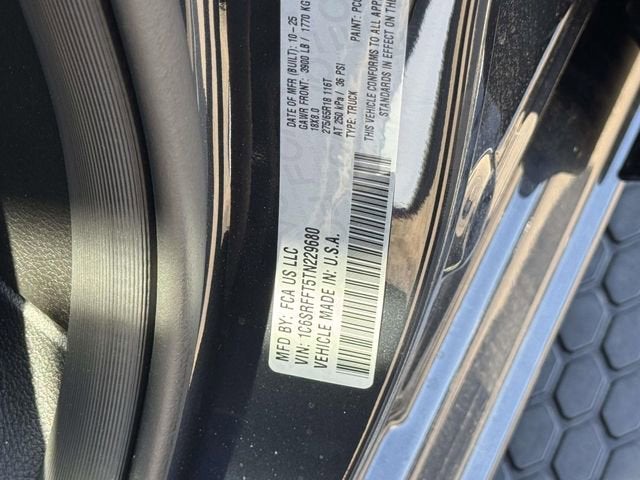 MFD BY: FCA US LLC
VIN: 1C6SRFFT5TN229680
VEHICLE MADE IN: U.S.A.
DATE OF MFR (BUILT): 10-25
GAWR FRONT: 3900 LB / 1770 KG
18X8.0
275/65R18 116T
AT 250 kPa / 36 PSI
TYPE: TRUCK
PAINT: PC
THIS VEHICLE CONFORMS TO ALL APP
STANDARDS IN EFFECT ON THE